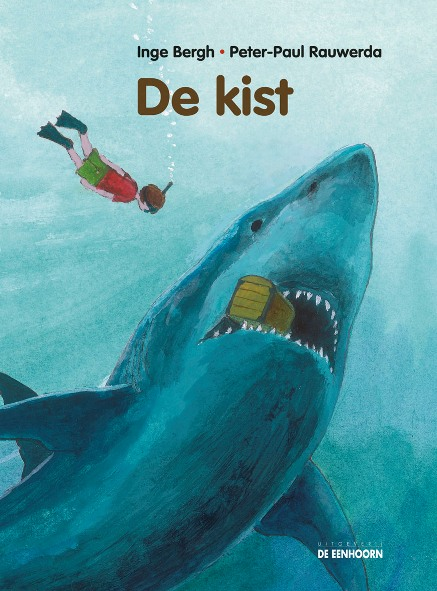 Inge Bergh • Peter-Paul Rauwerda
De kist
UITGEVERIJ
DE EENHOORN